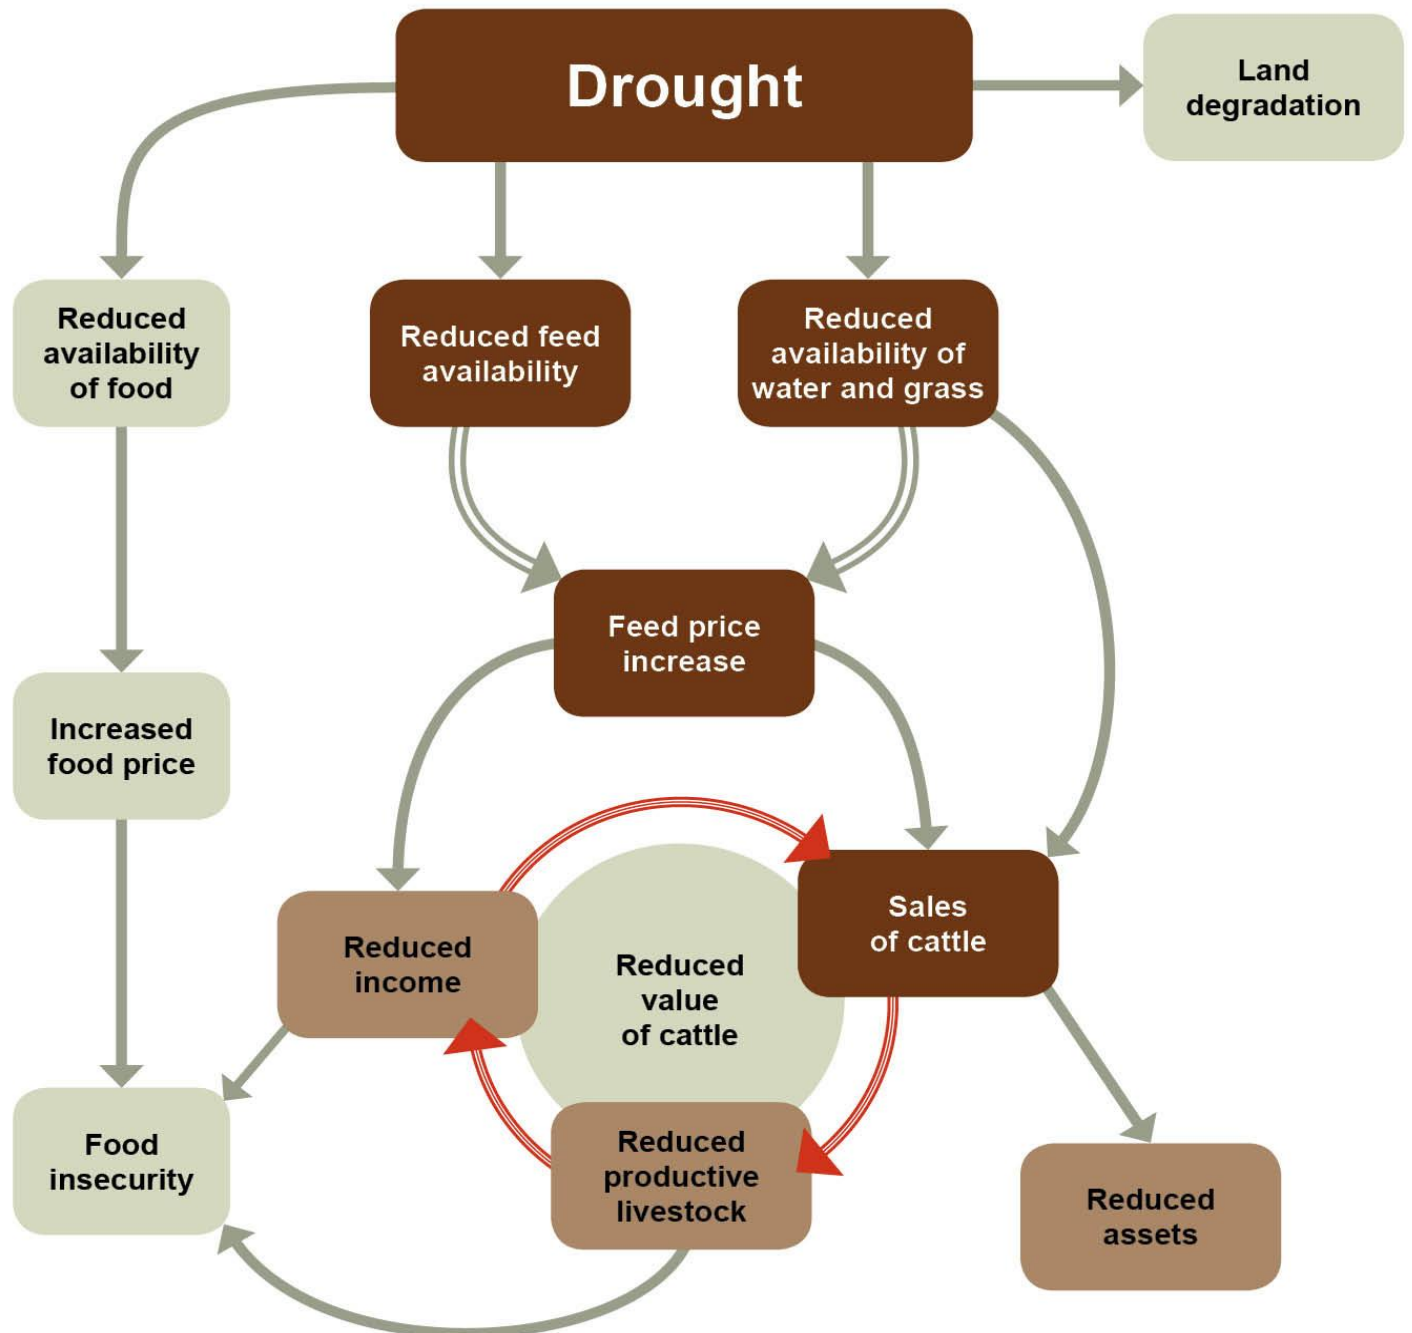 Drought
Land
degradation
Reduced
availability
of food
Reduced feed
availability
Reduced
availability of
water and grass
Feed price
increase
Increased
food price
Reduced
income
Reduced
value
of cattle
Sales
of cattle
Food
insecurity
Reduced
productive
livestock
Reduced
assets